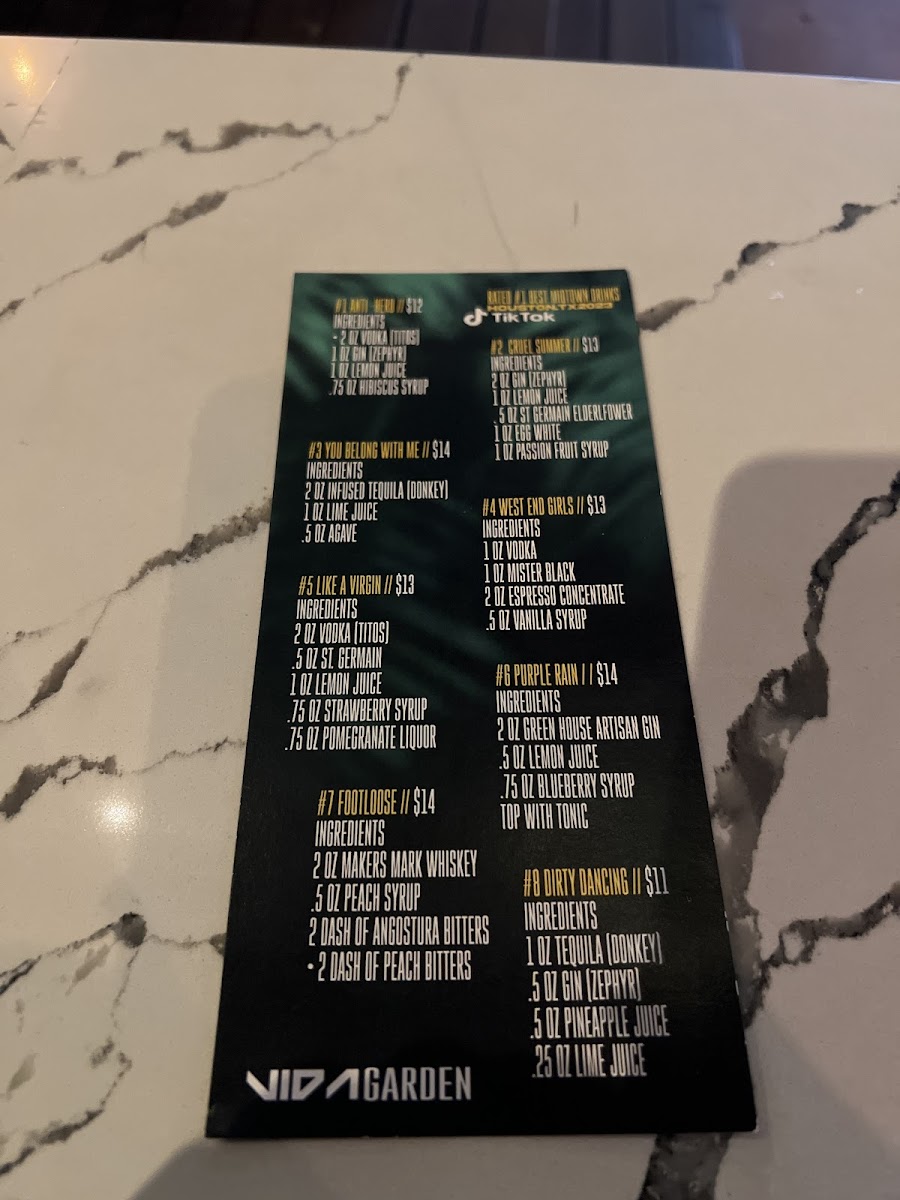 #1 ANTI-HERO // $12
INGREDIENTS
• 2 OZ VODKA (TITOS)
1 OZ GIN (ZEPHYR)
1 OZ LEMON JUICE
.75 OZ HIBISCUS SYRUP
RATED #1 BEST MIDTOWN DRINKS
HOUSTON,TX2023
TikTok
#2 CRUEL SUMMER // $13
INGREDIENTS
2 OZ GIN (ZEPHYR)
1 OZ LEMON JUICE
.5 OZ ST GERMAIN ELDERLFOWER
1 OZ EGG WHITE
1 OZ PASSION FRUIT SYRUP
#3 YOU BELONG WITH ME // $14
INGREDIENTS
2 OZ INFUSED TEQUILA (DONKEY)
1 OZ LIME JUICE
.5 OZ AGAVE
#4 WEST END GIRLS // $13
INGREDIENTS
1 OZ VODKA
1 OZ MISTER BLACK
2 OZ ESPRESSO CONCENTRATE
.5 OZ VANILLA SYRUP
#5 LIKE A VIRGIN // $13
INGREDIENTS
2 OZ VODKA (TITOS)
.5 OZ ST. GERMAIN
1 OZ LEMON JUICE
.75 OZ STRAWBERRY SYRUP
.75 OZ POMEGRANATE LIQUOR
#6 PURPLE RAIN // $14
INGREDIENTS
2 OZ GREEN HOUSE ARTISAN GIN
.5 OZ LEMON JUICE
.75 OZ BLUEBERRY SYRUP
TOP WITH TONIC
#7 FOOTLOOSE // $14
INGREDIENTS
2 OZ MAKERS MARK WHISKEY
.5 OZ PEACH SYRUP
2 DASH OF ANGOSTURA BITTERS
• 2 DASH OF PEACH BITTERS
#8 DIRTY DANCING // $11
INGREDIENTS
1 OZ TEQUILA (DONKEY)
.5 OZ GIN (ZEPHYR)
.5 OZ PINEAPPLE JUICE
.25 OZ LIME JUICE
VIDA GARDEN